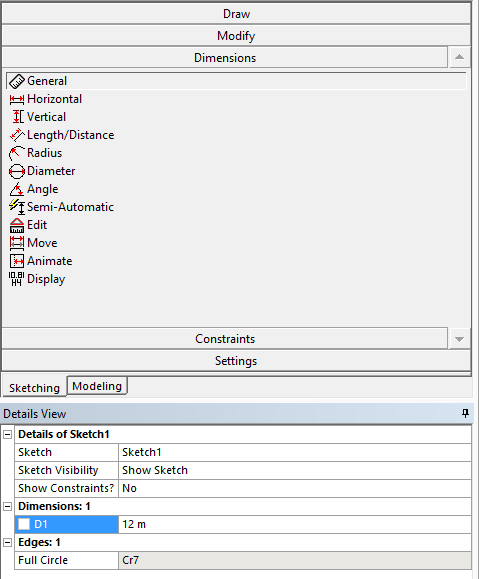 Draw
Modify
Dimensions
General
Horizontal
Vertical
Length/Distance
Radius
Diameter
Angle
Semi-Automatic
Edit
Move
Animate
Display
Constraints
Settings
Sketching Modeling
Details View
Details of Sketch1
Sketch Sketch1
Sketch Visibility Show Sketch
Show Constraints? No
Dimensions: 1
D1 12 m
Edges: 1
Full Circle Cr7